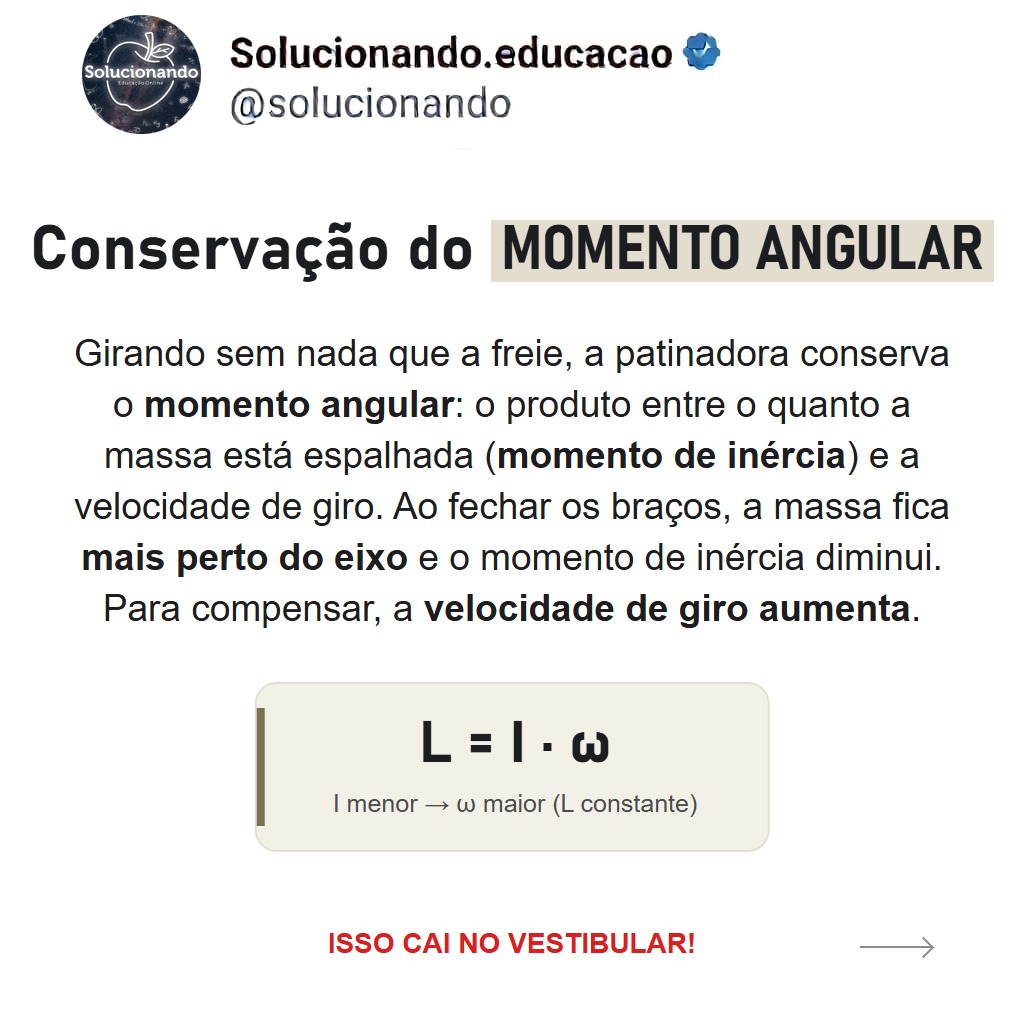 Solucionando
Educação Online
Solucionando.educacao
@solucionando
Conservação do MOMENTO ANGULAR
Girando sem nada que a freie, a patinadora conserva
o momento angular: o produto entre o quanto a
massa está espalhada (momento de inércia) e a
velocidade de giro. Ao fechar os braços, a massa fica
mais perto do eixo e o momento de inércia diminui.
Para compensar, a velocidade de giro aumenta.
L = I · ω
I menor → ω maior (L constante)
ISSO CAI NO VESTIBULAR!